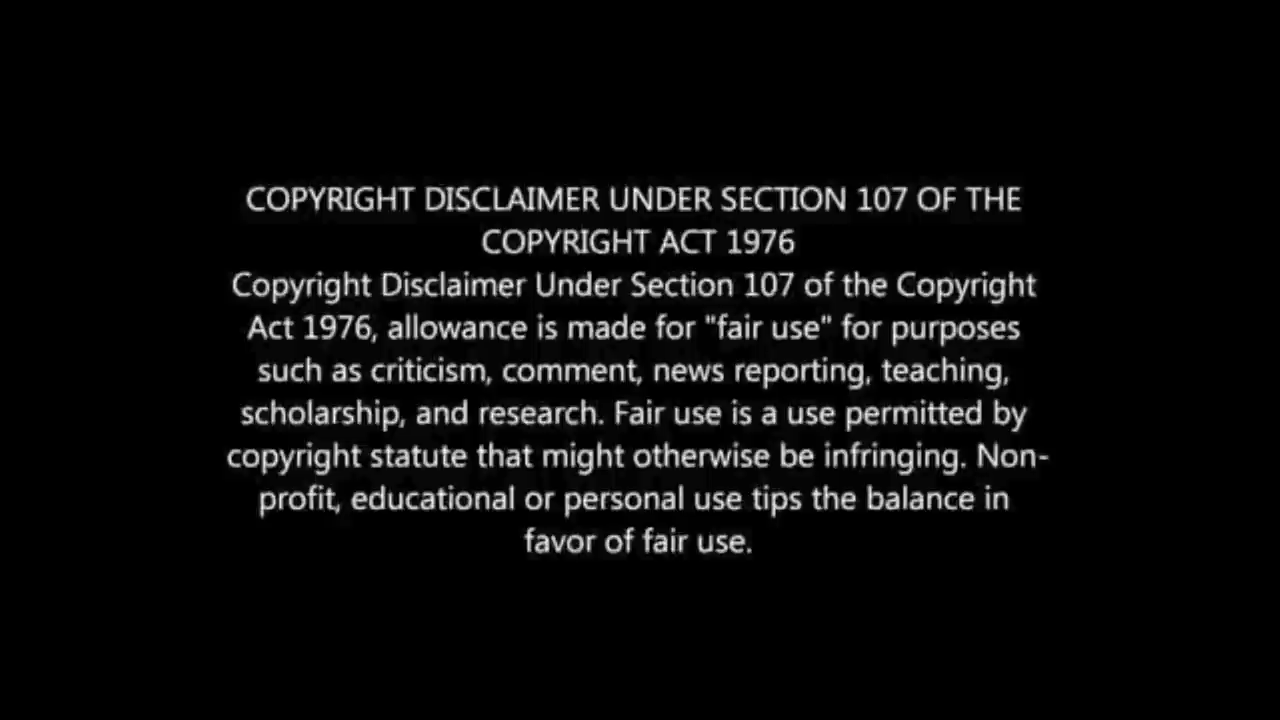 COPYRIGHT DISCLAIMER UNDER SECTION 107 OF THE
COPYRIGHT ACT 1976
Copyright Disclaimer Under Section 107 of the Copyright
Act 1976, allowance is made for "fair use" for purposes
such as criticism, comment, news reporting, teaching,
scholarship, and research. Fair use is a use permitted by
copyright statute that might otherwise be infringing. Non-
profit, educational or personal use tips the balance in
favor of fair use.